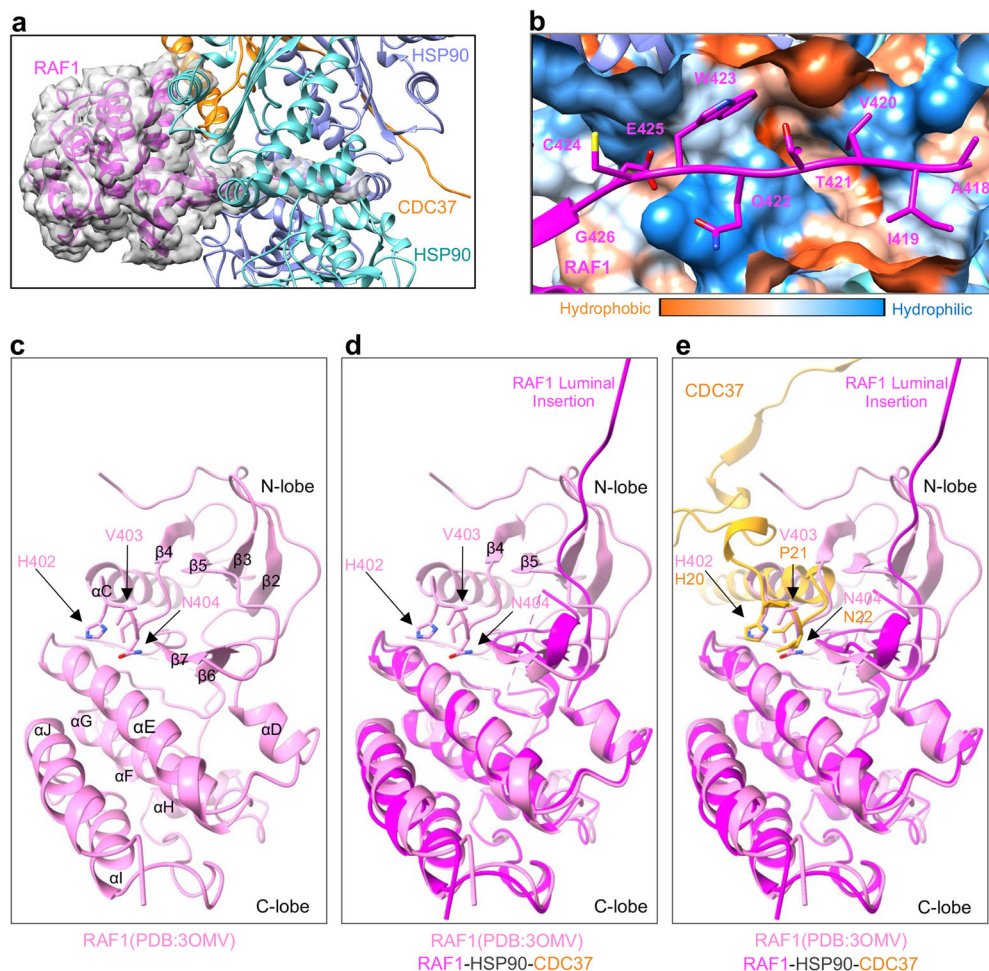 a
RAF1
HSP90
CDC37
HSP90
b
W423
V420
E425
C424
T421
A418
Q422
I419
G426
RAF1
Hydrophobic
Hydrophilic
c
N-lobe
V403
β4
H402
β5
β3
αC
β2
N404
β7
β6
αG
αJ
αE
αD
αF
αH
αI
C-lobe
RAF1(PDB:3OMV)
d
RAF1 Luminal
Insertion
N-lobe
V403
β4
H402
β5
N404
C-lobe
RAF1(PDB:3OMV)
RAF1-HSP90-CDC37
e
CDC37
RAF1 Luminal
Insertion
N-lobe
V403
H402
P21
H20
N404
N22
C-lobe
RAF1(PDB:3OMV)
RAF1-HSP90-CDC37